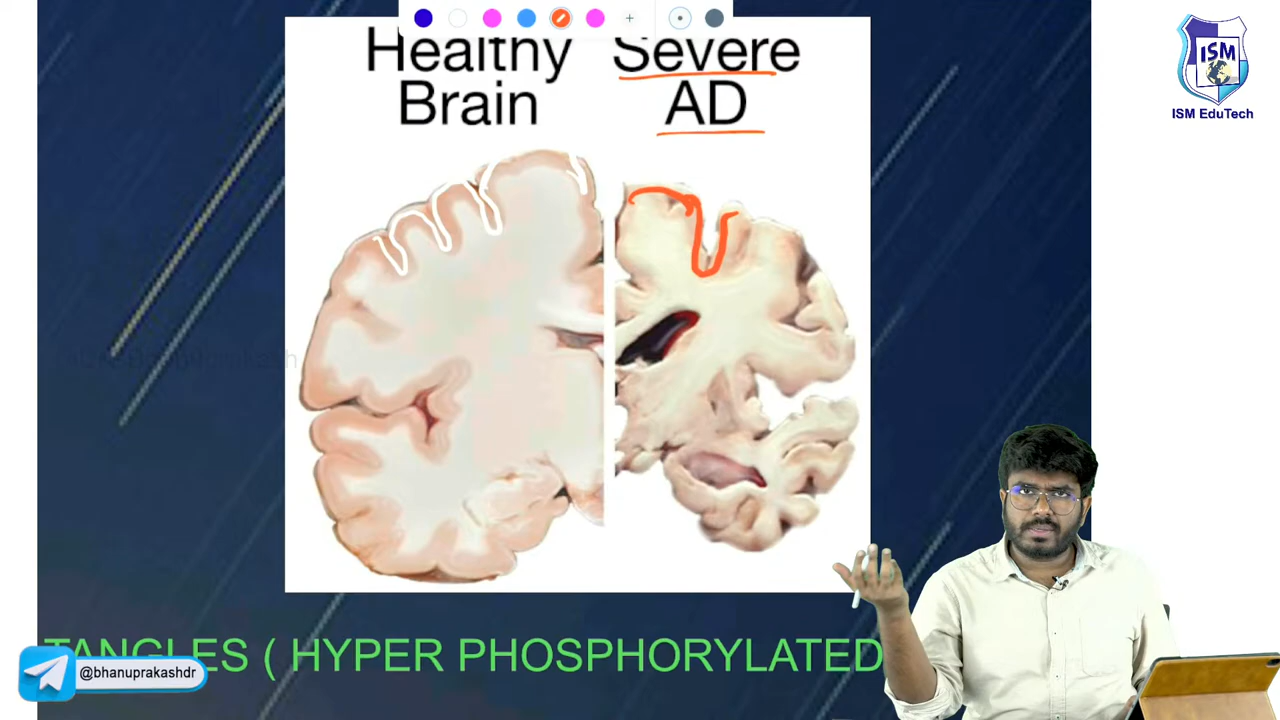 Healthy Severe
Brain AD
ISM
ISM EduTech
TANGLES ( HYPER PHOSPHORYLATED
@bhanuprakashdr